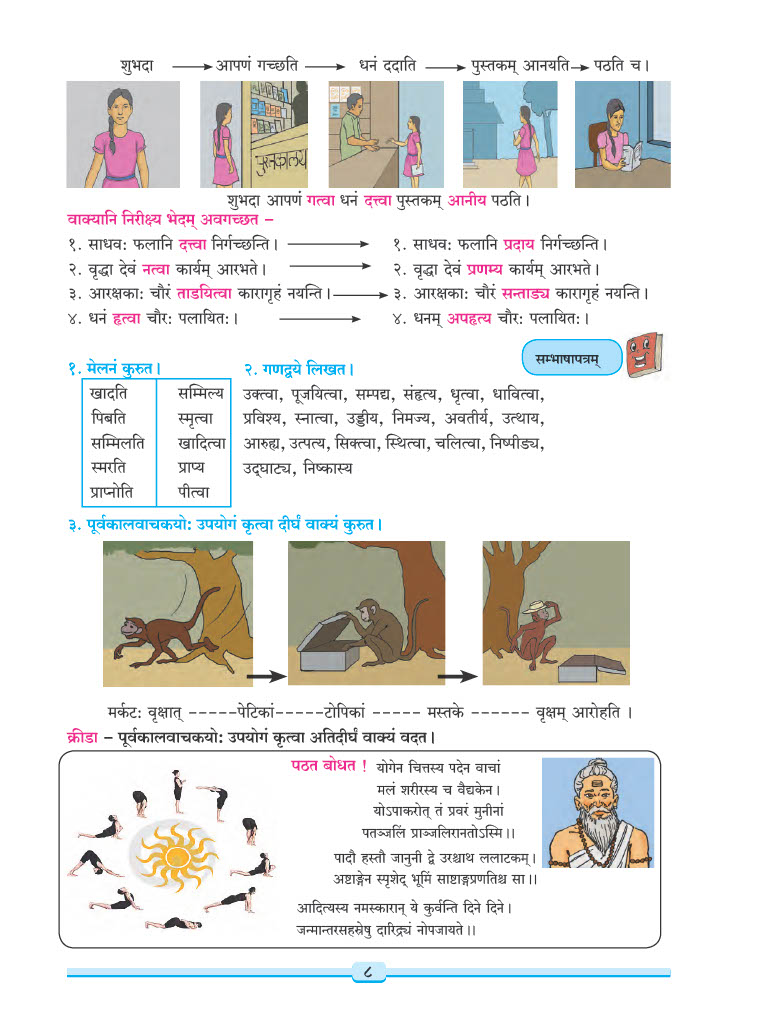 शुभदा ⟶ आपणं गच्छति ⟶ धनं ददाति ⟶ पुस्तकम् आनयति ⟶ पठति च।
पुस्तकालय
शुभदा आपणं गत्वा धनं दत्त्वा पुस्तकम् आनीय पठति।
वाक्यानि निरीक्ष्य भेदम् अवगच्छत –
१. साधवः फलानि दत्त्वा निर्गच्छन्ति। ⟶ १. साधवः फलानि प्रदाय निर्गच्छन्ति।
२. वृद्धा देवं नत्वा कार्यम् आरभते। ⟶ २. वृद्धा देवं प्रणम्य कार्यम् आरभते।
३. आरक्षकाः चौरं ताडयित्वा कारागृहं नयन्ति। ⟶ ३. आरक्षकाः चौरं सन्ताड्य कारागृहं नयन्ति।
४. धनं हृत्वा चौरः पलायितः। ⟶ ४. धनम् अपहृत्य चौरः पलायितः।
सम्भाषापत्रम्
१. मेलनं कुरुत।
खादति सम्मिल्य
पिबति स्मृत्वा
सम्मिलति खादित्वा
स्मरति प्राप्य
प्राप्नोति पीत्वा
२. गणद्वये लिखत।
उक्त्वा, पूजयित्वा, सम्पद्य, संहृत्य, धृत्वा, धावित्वा,
प्रविश्य, स्नात्वा, उड्डीय, निमज्य, अवतीर्य, उत्थाय,
आरुह्य, उत्पत्य, सिक्त्वा, स्थित्वा, चलित्वा, निष्पीड्य,
उद्‌घाट्य, निष्कास्य
३. पूर्वकालवाचकयोः उपयोगं कृत्वा दीर्घं वाक्यं कुरुत।
मर्कटः वृक्षात् -----पेटिकां-----टोपिकां ----- मस्तके ------ वृक्षम् आरोहति ।
क्रीडा – पूर्वकालवाचकयोः उपयोगं कृत्वा अतिदीर्घं वाक्यं वदत।
पठत बोधत ! योगेन चित्तस्य पदेन वाचां
मलं शरीरस्य च वैद्यकेन।
योऽपाकरोत् तं प्रवरं मुनीनां
पतञ्जलिं प्राञ्जलिरानतोऽस्मि।।
पादौ हस्तौ जानुनी द्वे उरश्चाथ ललाटकम्।
अष्टाङ्गेन स्पृशेद् भूमिं साष्टाङ्गप्रणतिश्च सा।।
आदित्यस्य नमस्कारान् ये कुर्वन्ति दिने दिने।
जन्मान्तरसहस्रेषु दारिद्र्यं नोपजायते।।
८